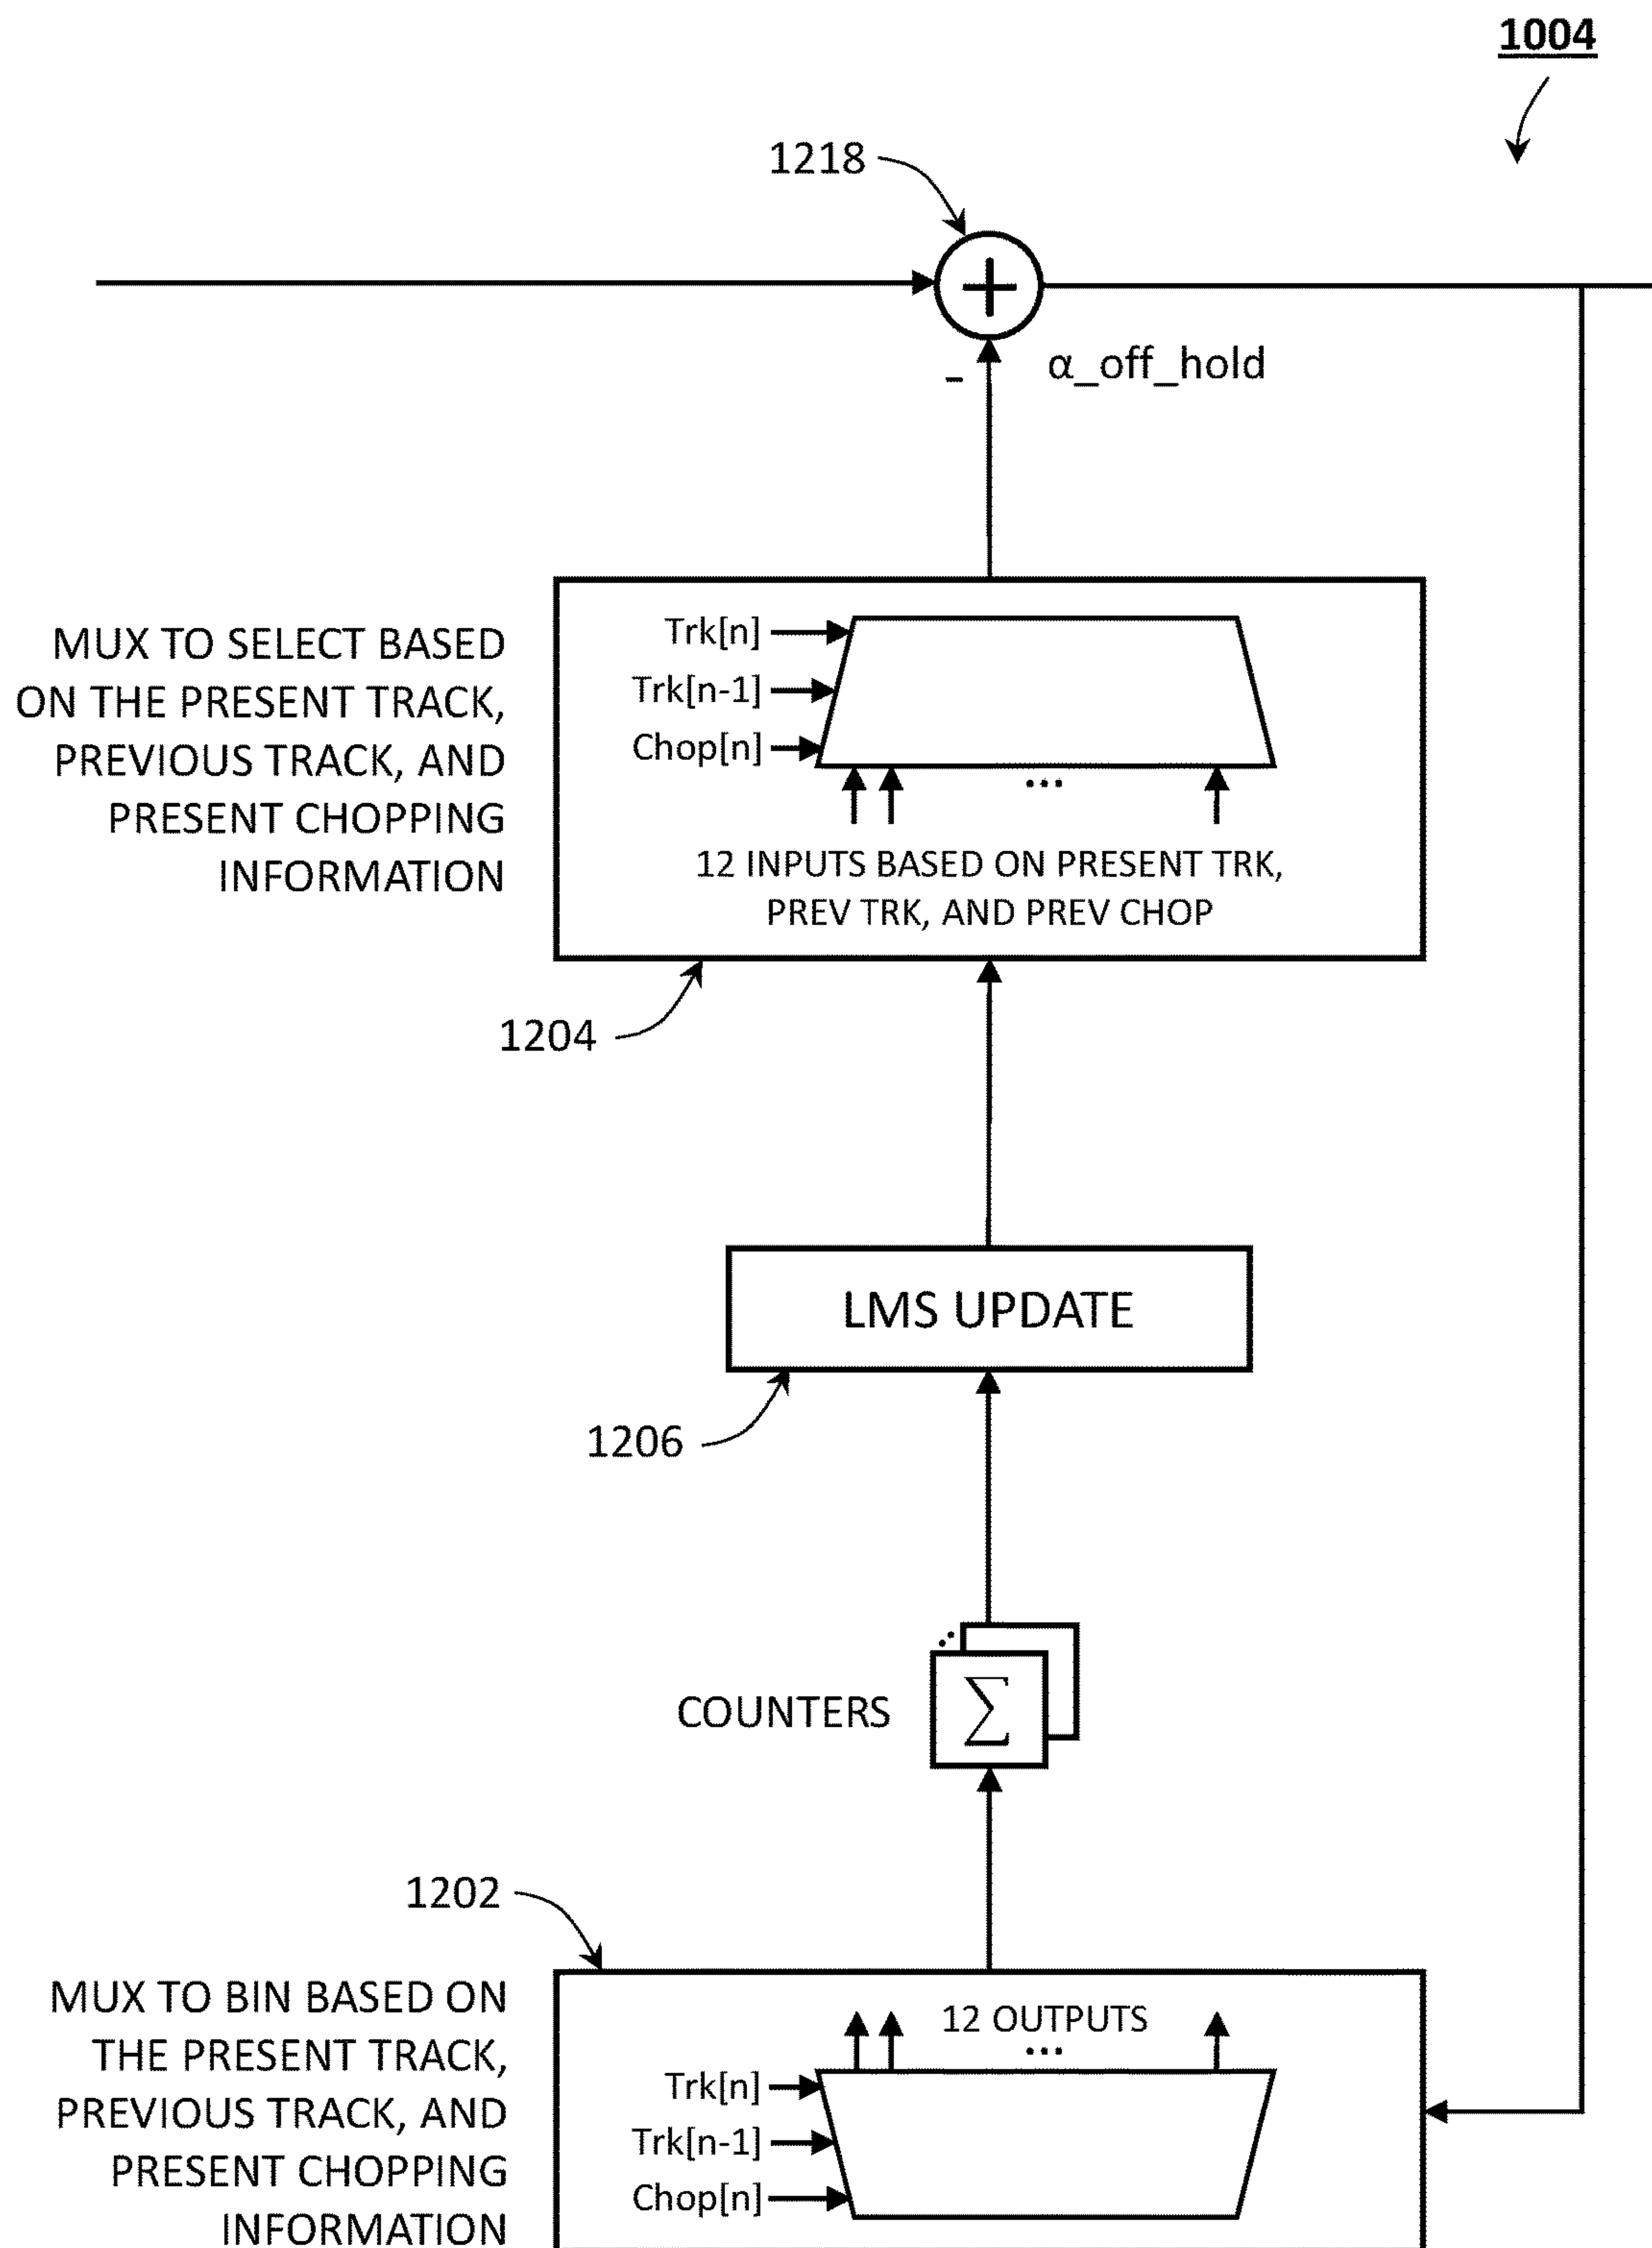 1004
1218
+
-
α_off_hold
MUX TO SELECT BASED
ON THE PRESENT TRACK,
PREVIOUS TRACK, AND
PRESENT CHOPPING
INFORMATION
Trk[n]
Trk[n-1]
Chop[n]
...
12 INPUTS BASED ON PRESENT TRK,
PREV TRK, AND PREV CHOP
1204
LMS UPDATE
1206
COUNTERS
∑
1202
MUX TO BIN BASED ON
THE PRESENT TRACK,
PREVIOUS TRACK, AND
PRESENT CHOPPING
INFORMATION
12 OUTPUTS
...
Trk[n]
Trk[n-1]
Chop[n]